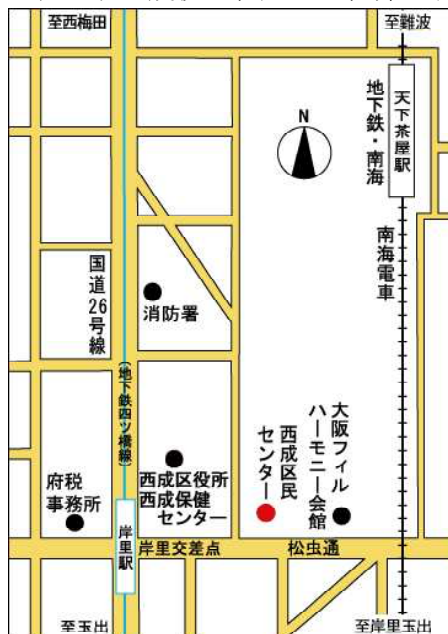 至西梅田
至難波
天下茶屋駅
地下鉄・南海
N
南海電車
国道26号線
消防署
(地下鉄四ツ橋線)
大阪フィル
ハーモニー会館
西成区民
センター
西成区役所
西成保健
センター
府税
事務所
岸里駅
岸里交差点
松虫通
至玉出
至岸里玉出